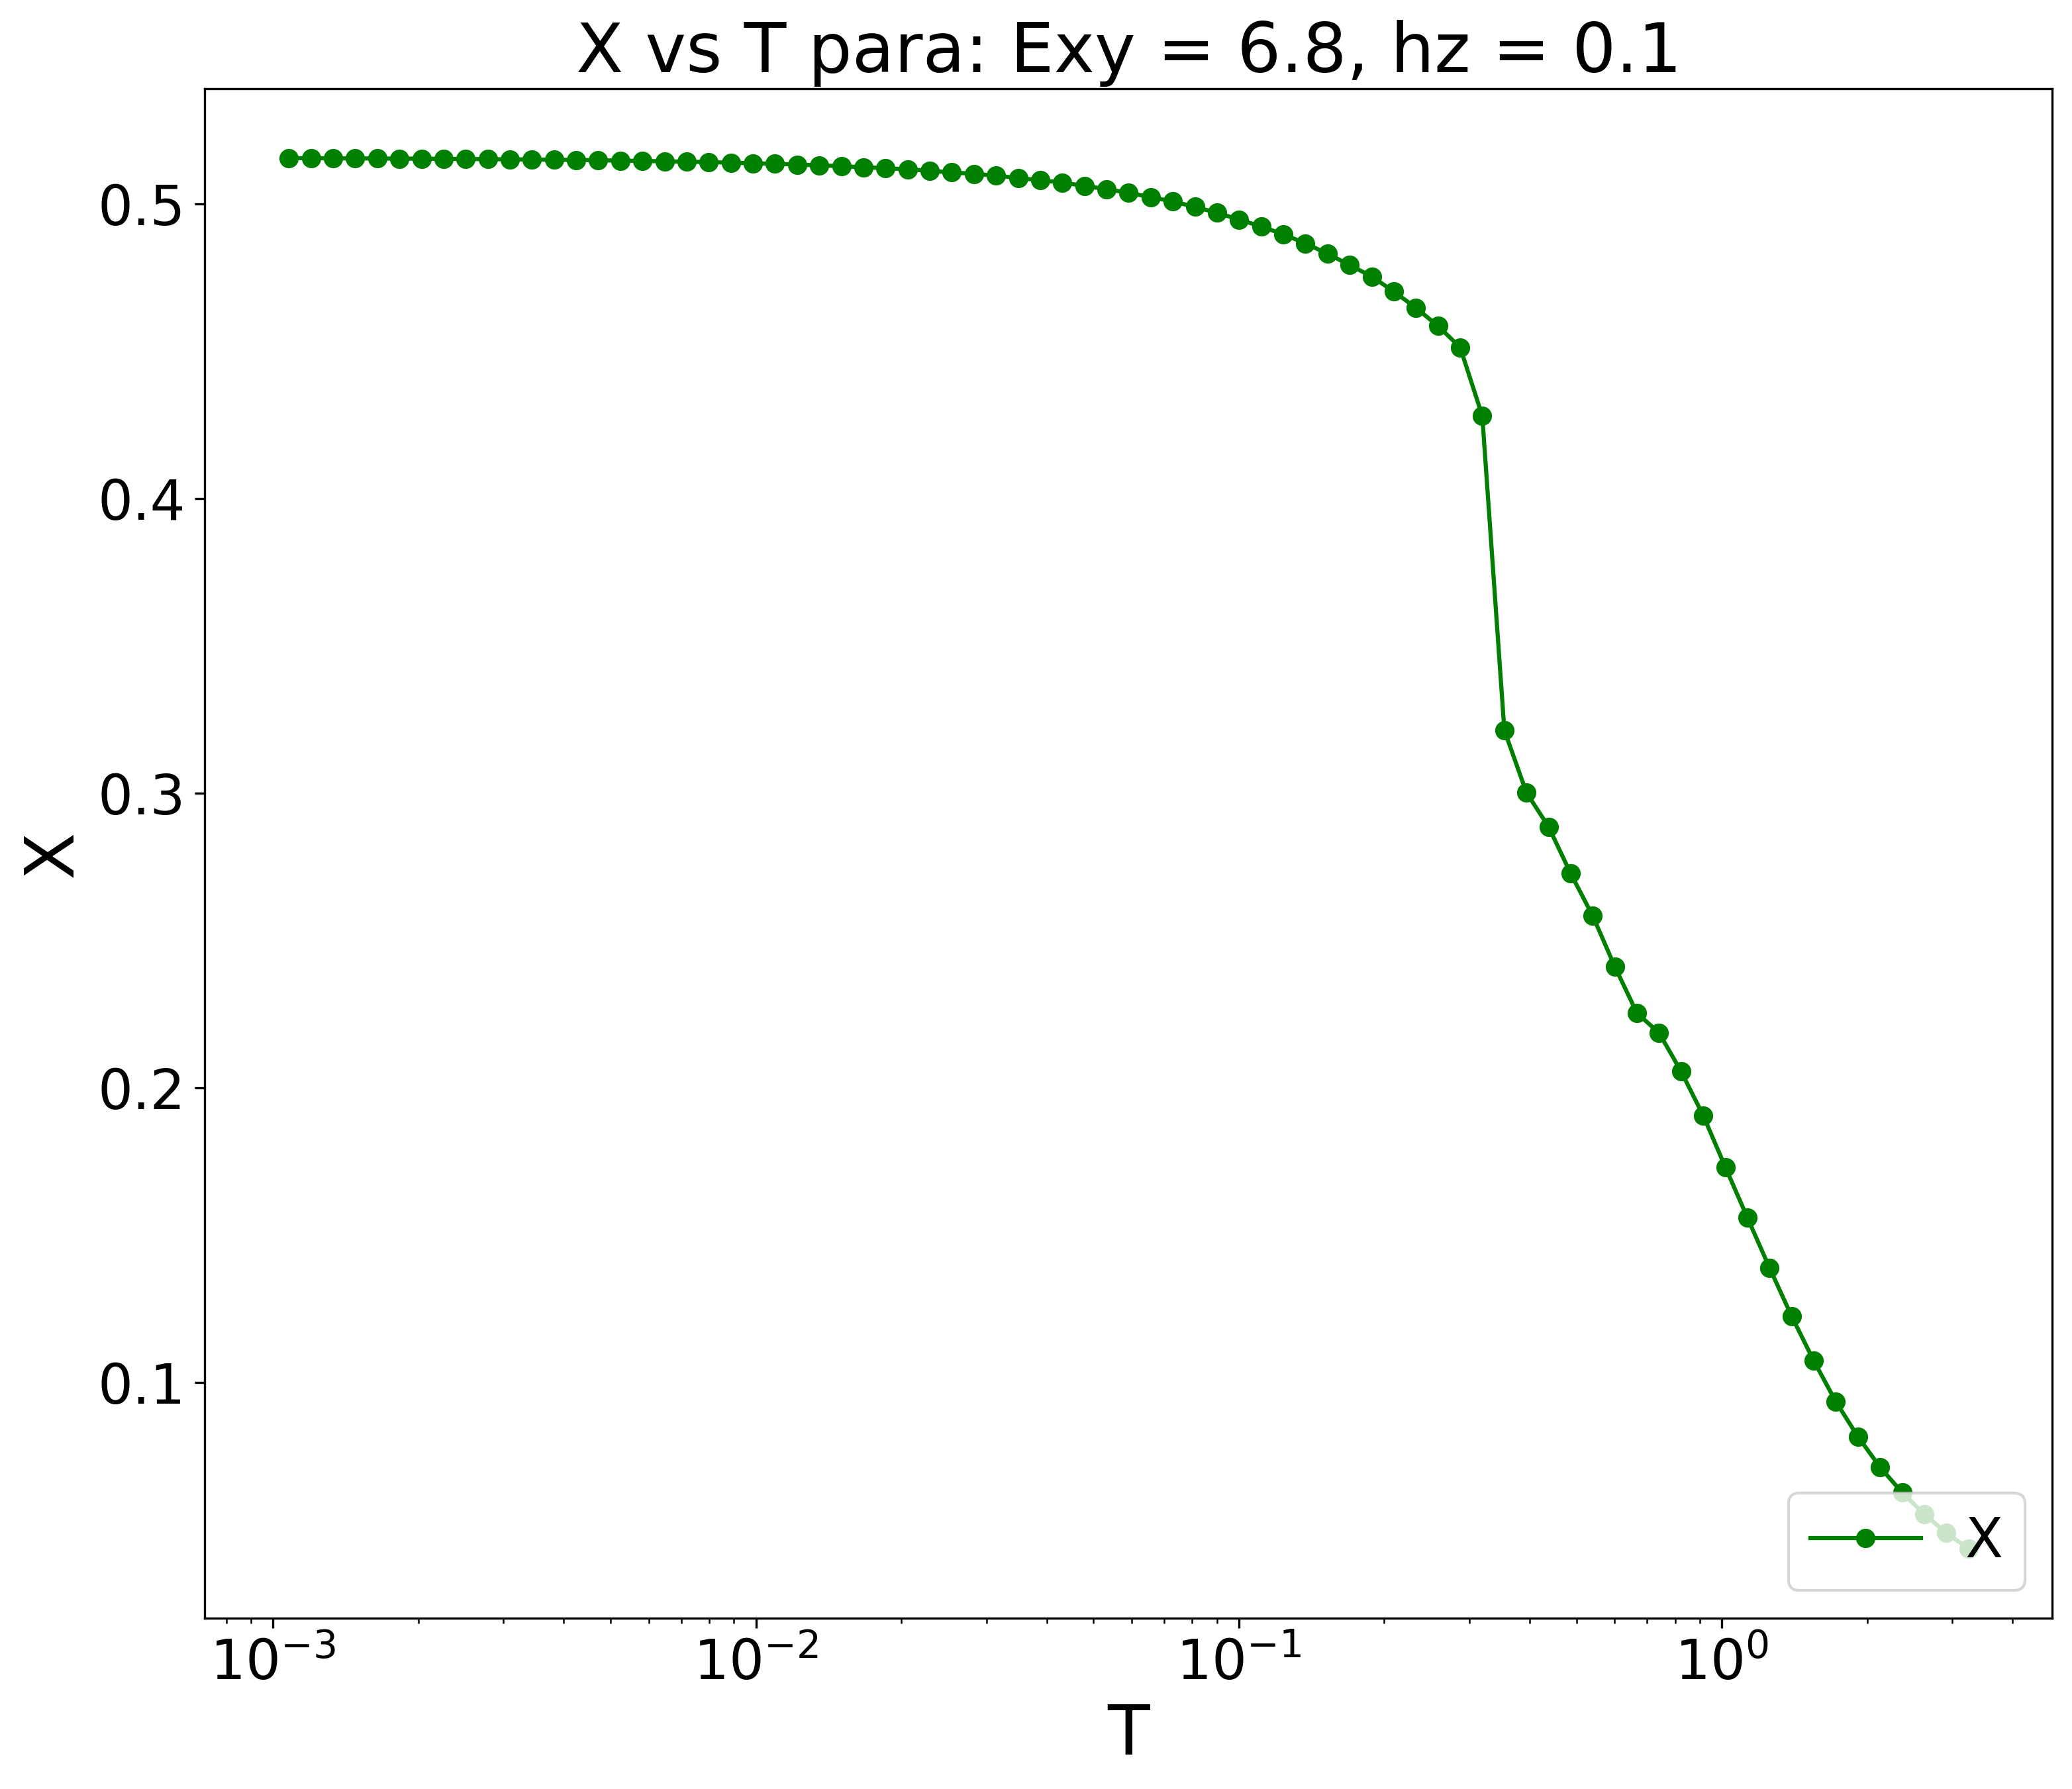 X vs T para: Exy = 6.8, hz = 0.1
X
0.5
0.4
0.3
0.2
0.1
X
10⁻³ 10⁻² 10⁻¹ 10⁰
T